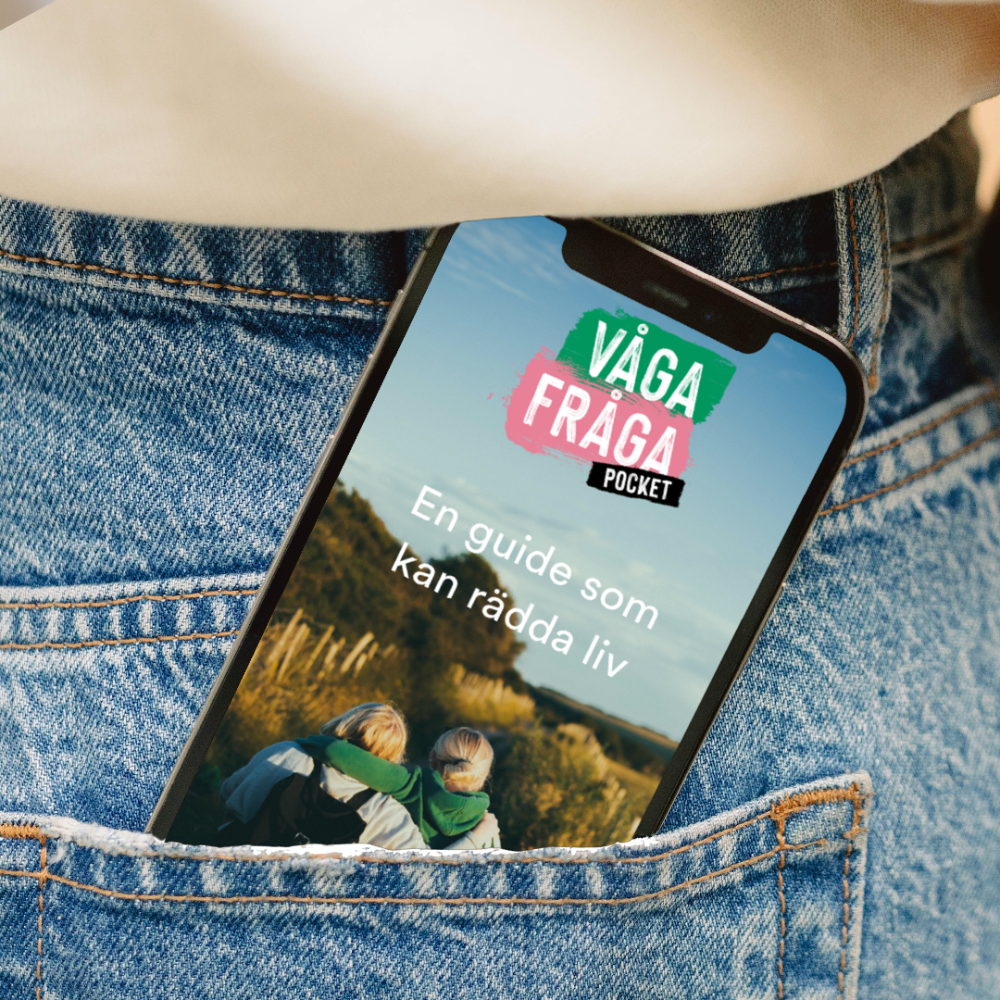 VÅGA
FRÅGA
POCKET
En guide som
kan rädda liv